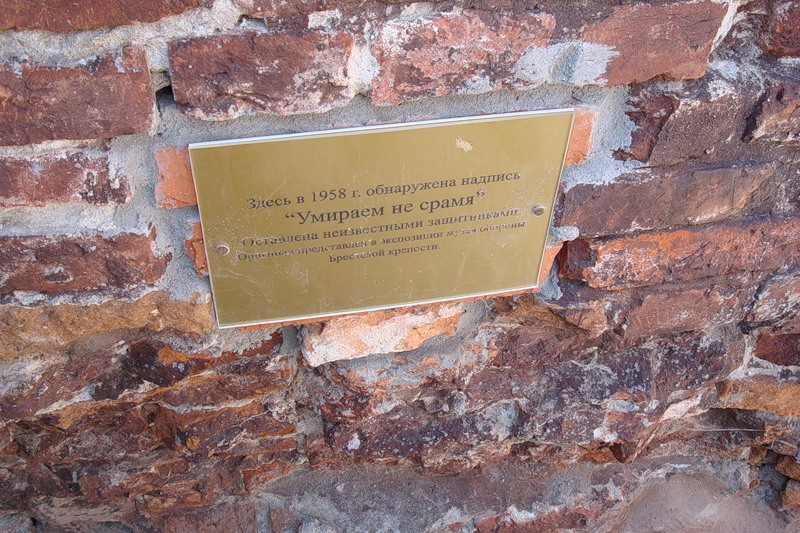 Здесь в 1958 г. обнаружена надпись
“Умираем не срамя“
Оставлена неизвестными защитниками.
Оригинал представлен в экспозиции музея обороны
Брестской крепости.